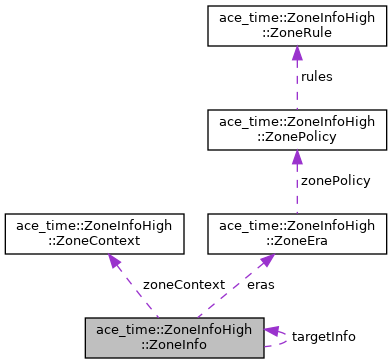 ace_time::ZoneInfoHigh
::ZoneRule
rules
ace_time::ZoneInfoHigh
::ZonePolicy
zonePolicy
ace_time::ZoneInfoHigh
::ZoneContext
ace_time::ZoneInfoHigh
::ZoneEra
zoneContext
eras
ace_time::ZoneInfoHigh
::ZoneInfo
targetInfo